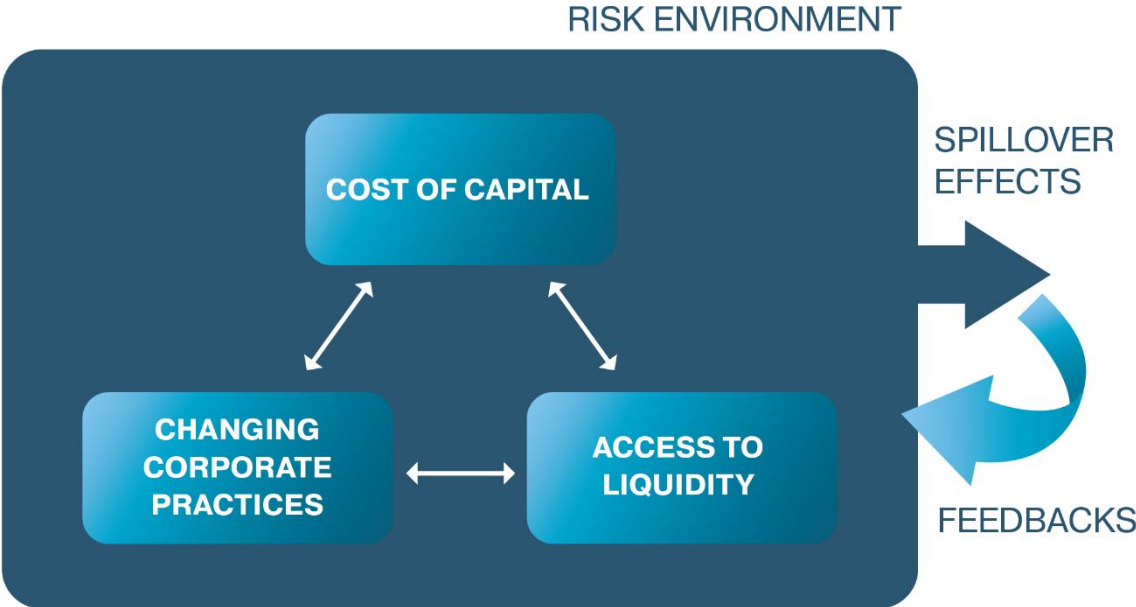 RISK ENVIRONMENT
SPILLOVER
EFFECTS
COST OF CAPITAL
CHANGING
CORPORATE
PRACTICES
ACCESS TO
LIQUIDITY
FEEDBACKS